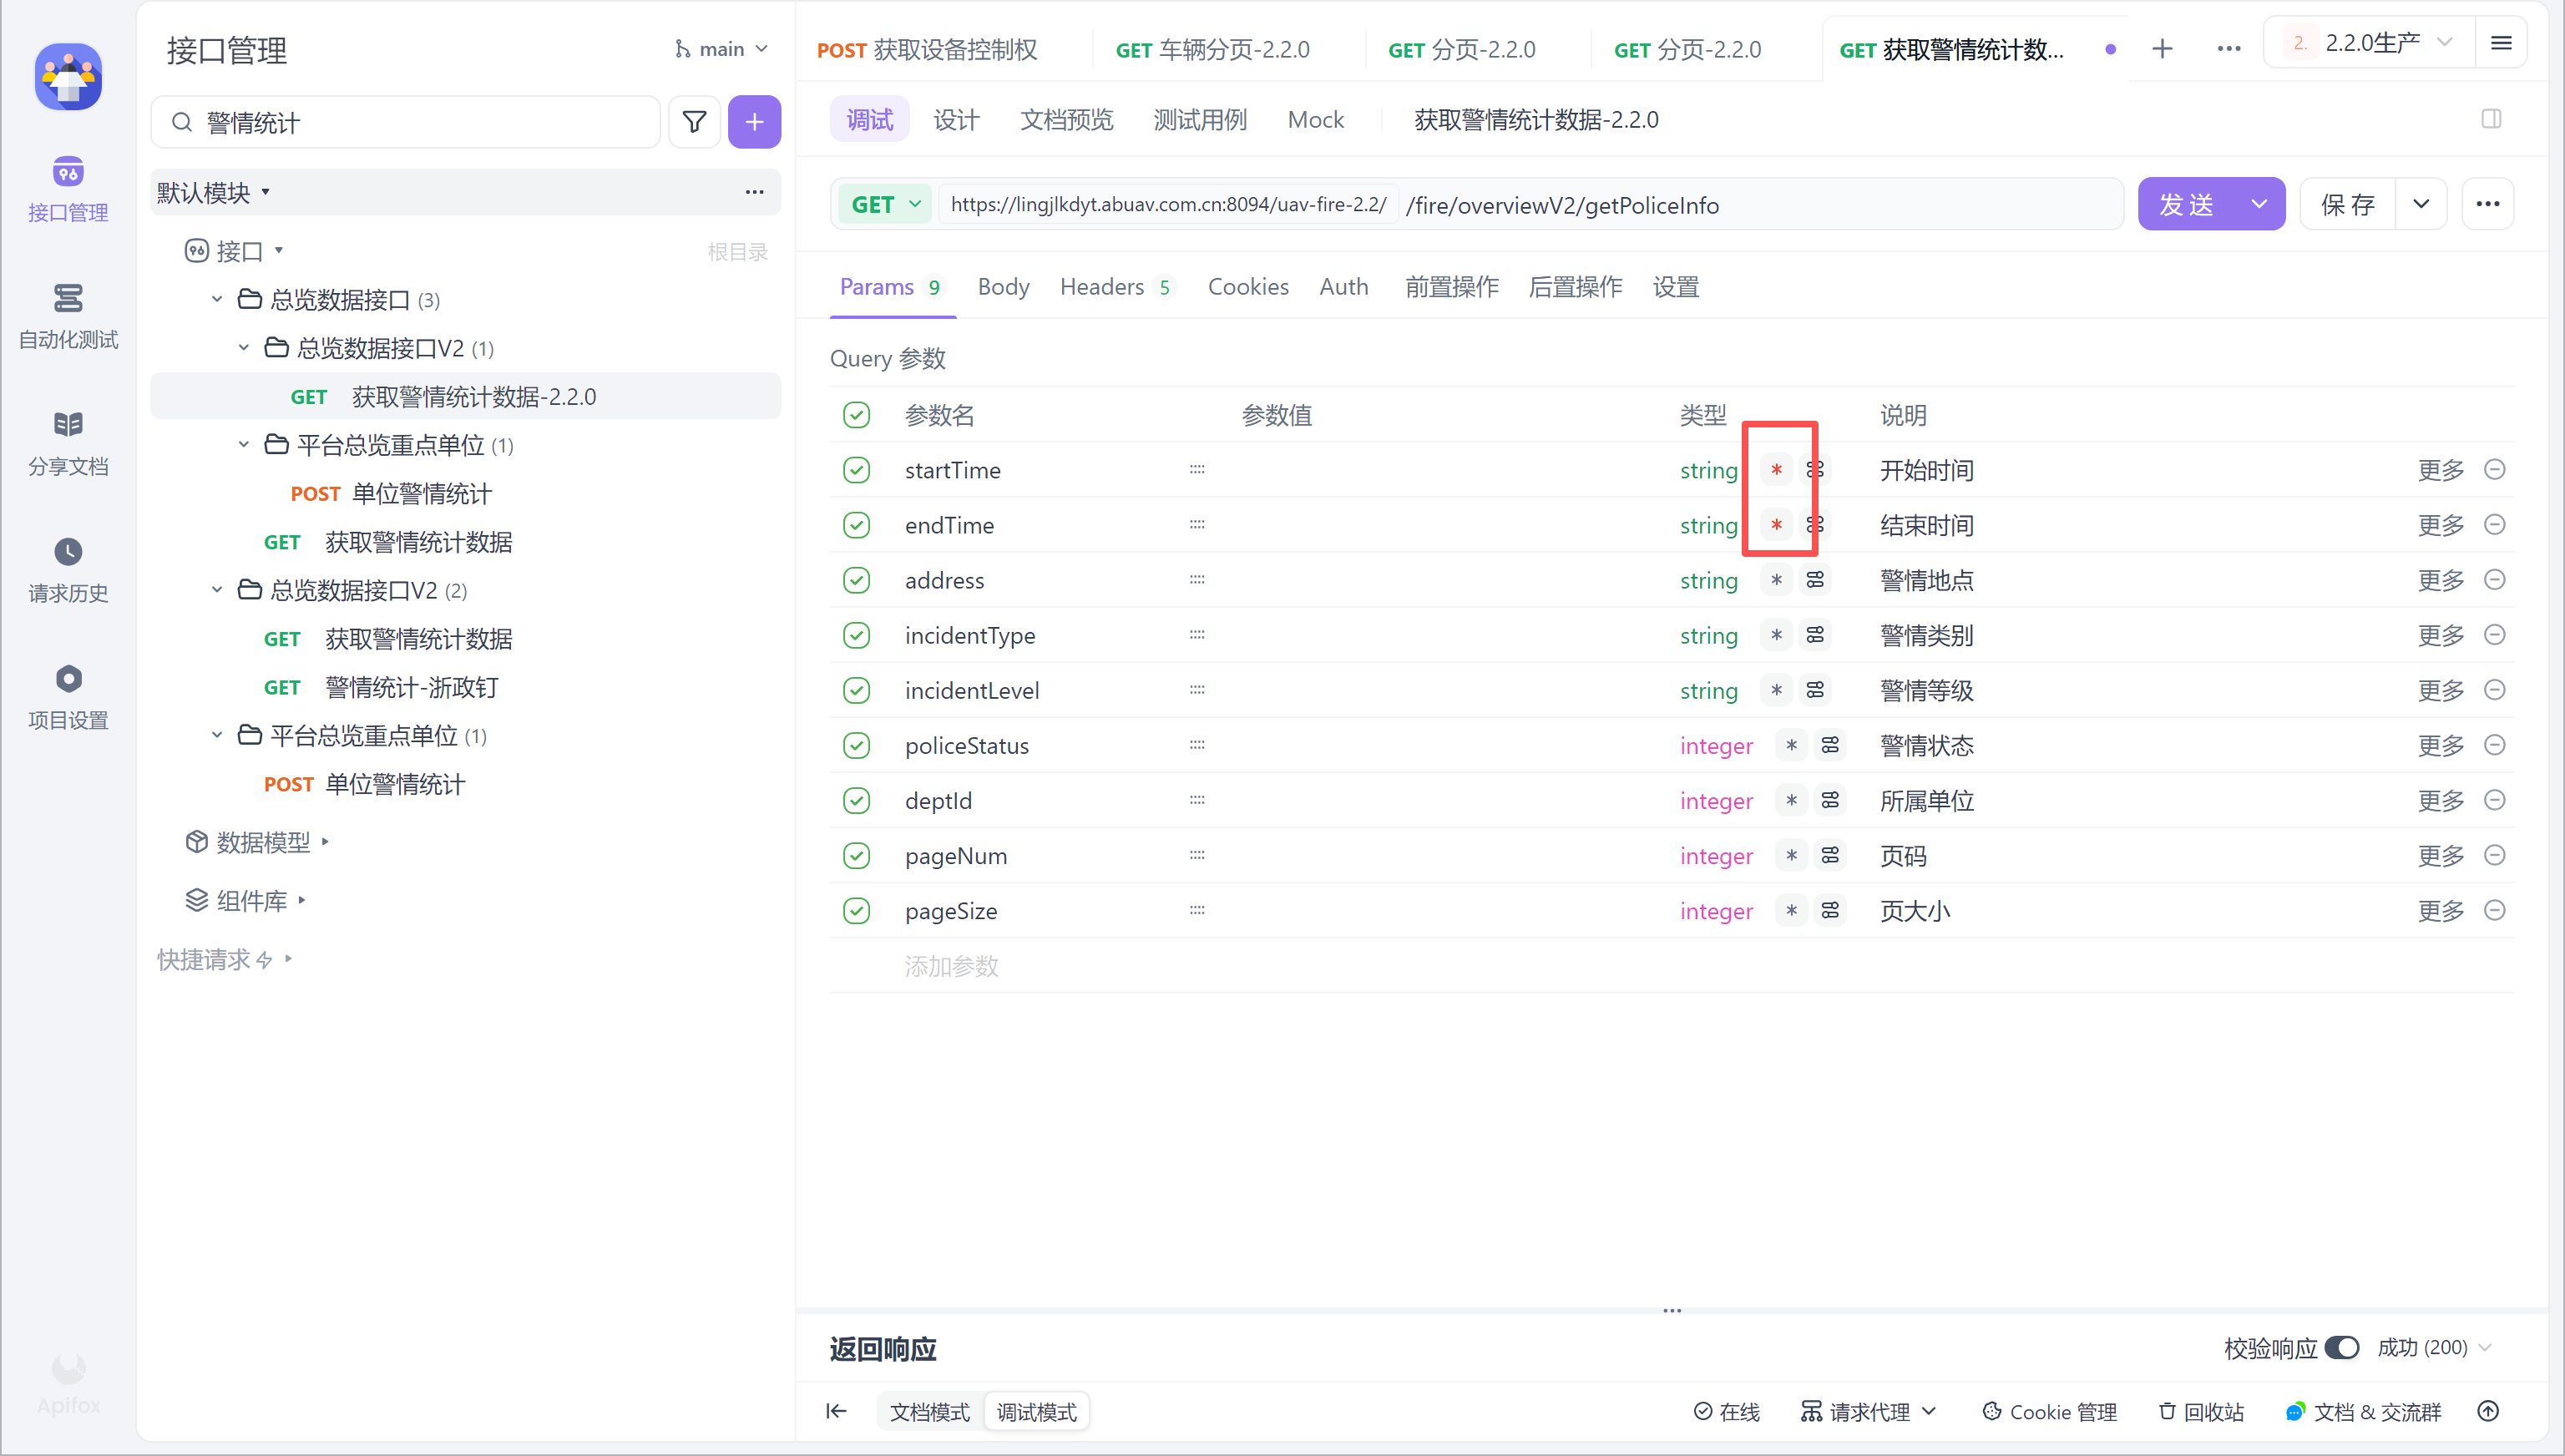 接口管理
自动化测试
分享文档
请求历史
项目设置
Apifox
接口管理
main
警情统计
默认模块
接口
根目录
总览数据接口 (3)
总览数据接口V2 (1)
GET 获取警情统计数据-2.2.0
平台总览重点单位 (1)
POST 单位警情统计
GET 获取警情统计数据
总览数据接口V2 (2)
GET 获取警情统计数据
GET 警情统计-浙政钉
平台总览重点单位 (1)
POST 单位警情统计
数据模型
组件库
快捷请求
POST 获取设备控制权
GET 车辆分页-2.2.0
GET 分页-2.2.0
GET 分页-2.2.0
GET 获取警情统计数...
2. 2.2.0生产
调试 设计 文档预览 测试用例 Mock 获取警情统计数据-2.2.0
GET https://lingjlkdyt.abuav.com.cn:8094/uav-fire-2.2/ /fire/overviewV2/getPoliceInfo
发 送
保 存
Params 9 Body Headers 5 Cookies Auth 前置操作 后置操作 设置
Query 参数
参数名 参数值 类型 说明
startTime string * 开始时间 更多
endTime string * 结束时间 更多
address string * 警情地点 更多
incidentType string * 警情类别 更多
incidentLevel string * 警情等级 更多
policeStatus integer * 警情状态 更多
deptId integer * 所属单位 更多
pageNum integer * 页码 更多
pageSize integer * 页大小 更多
添加参数
返回响应
校验响应 成功 (200)
文档模式 调试模式
在线 请求代理 Cookie 管理 回收站 文档 & 交流群